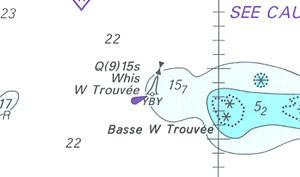 23
SEE CAU
22
Q(9)15s
Whis
W Trouvée
YBY
15₇
5₂
17
R
Basse W Trouvée
22